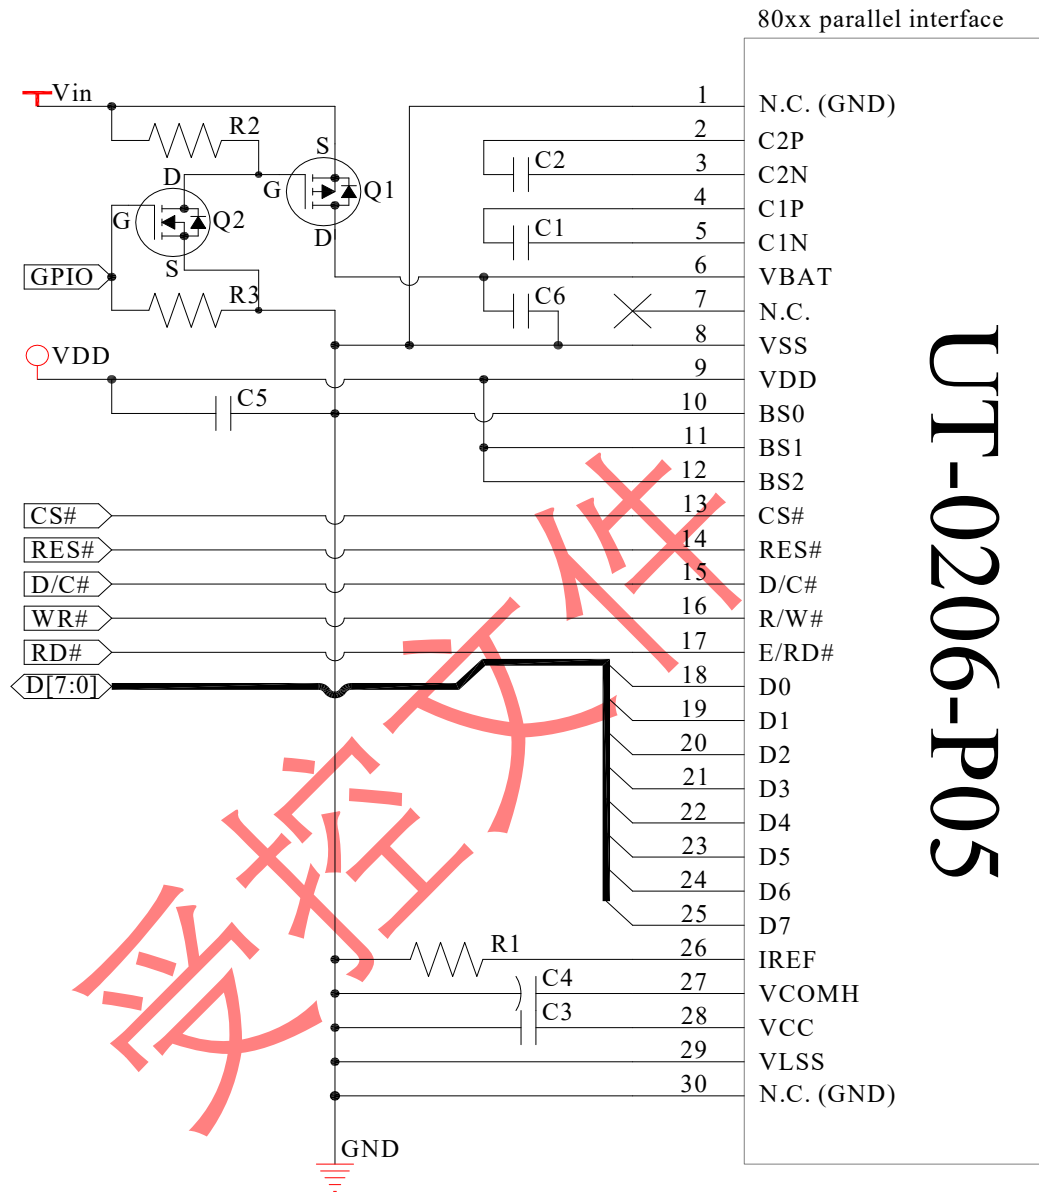 80xx parallel interface
Vin
R2
S
D
G
Q1
G
Q2
D
S
GPIO
R3
VDD
C5
C2
C1
C6
1 N.C. (GND)
2 C2P
3 C2N
4 C1P
5 C1N
6 VBAT
7 N.C.
8 VSS
9 VDD
10 BS0
11 BS1
12 BS2
CS# 13 CS#
RES# 14 RES#
D/C# 15 D/C#
WR# 16 R/W#
RD# 17 E/RD#
D[7:0] 18 D0
19 D1
20 D2
21 D3
22 D4
23 D5
24 D6
25 D7
R1 26 IREF
C4 27 VCOMH
C3 28 VCC
29 VLSS
30 N.C. (GND)
GND
UT-0206-P05
受控文件